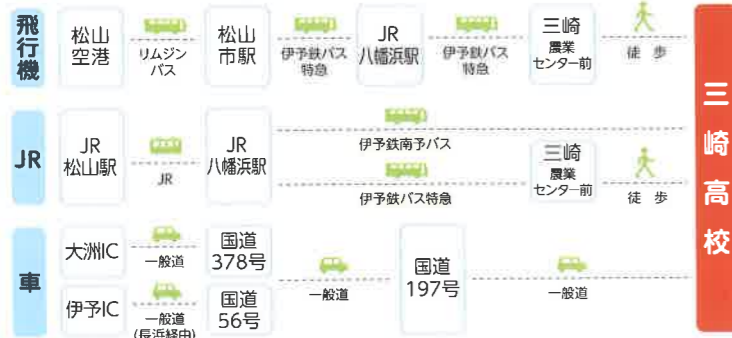 飛行機
松山
空港
リムジン
バス
松山
市駅
伊予鉄バス
特急
JR
八幡浜駅
伊予鉄バス
特急
三崎
農業
センター前
徒歩
JR
JR
松山駅
JR
JR
八幡浜駅
伊予鉄南予バス
伊予鉄バス特急
三崎
農業
センター前
徒歩
車
大洲IC
一般道
国道
378号
伊予IC
一般道
(長浜経由)
国道
56号
一般道
国道
197号
一般道
三崎高校